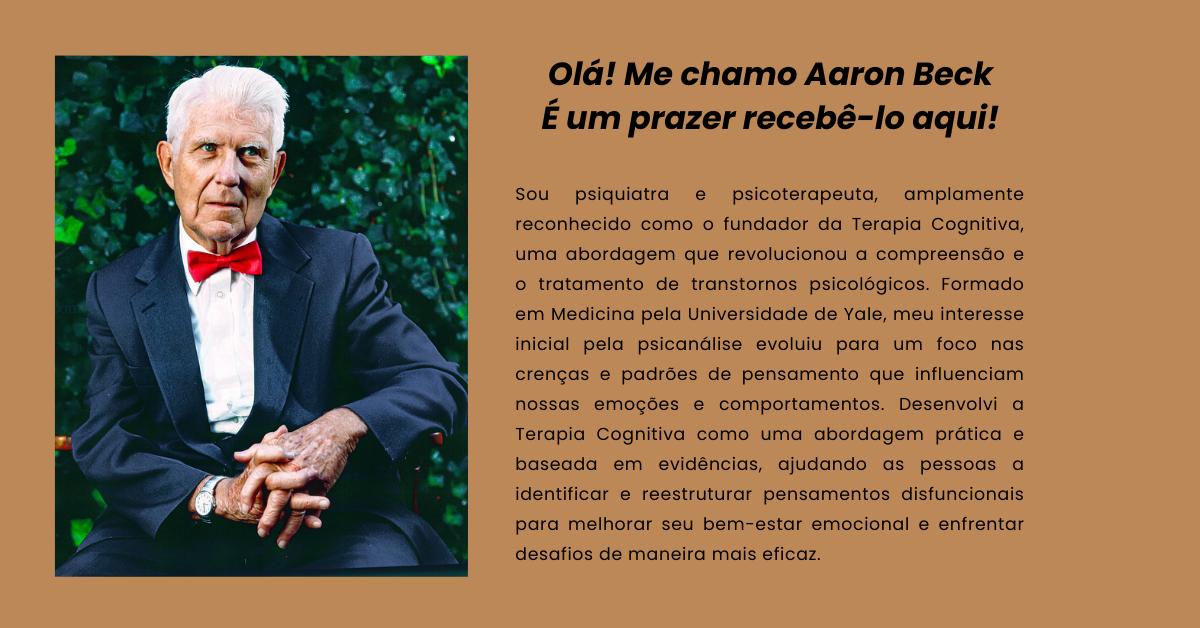 Olá! Me chamo Aaron Beck
É um prazer recebê-lo aqui!
Sou psiquiatra e psicoterapeuta, amplamente
reconhecido como o fundador da Terapia Cognitiva,
uma abordagem que revolucionou a compreensão e
o tratamento de transtornos psicológicos. Formado
em Medicina pela Universidade de Yale, meu interesse
inicial pela psicanálise evoluiu para um foco nas
crenças e padrões de pensamento que influenciam
nossas emoções e comportamentos. Desenvolvi a
Terapia Cognitiva como uma abordagem prática e
baseada em evidências, ajudando as pessoas a
identificar e reestruturar pensamentos disfuncionais
para melhorar seu bem-estar emocional e enfrentar
desafios de maneira mais eficaz.